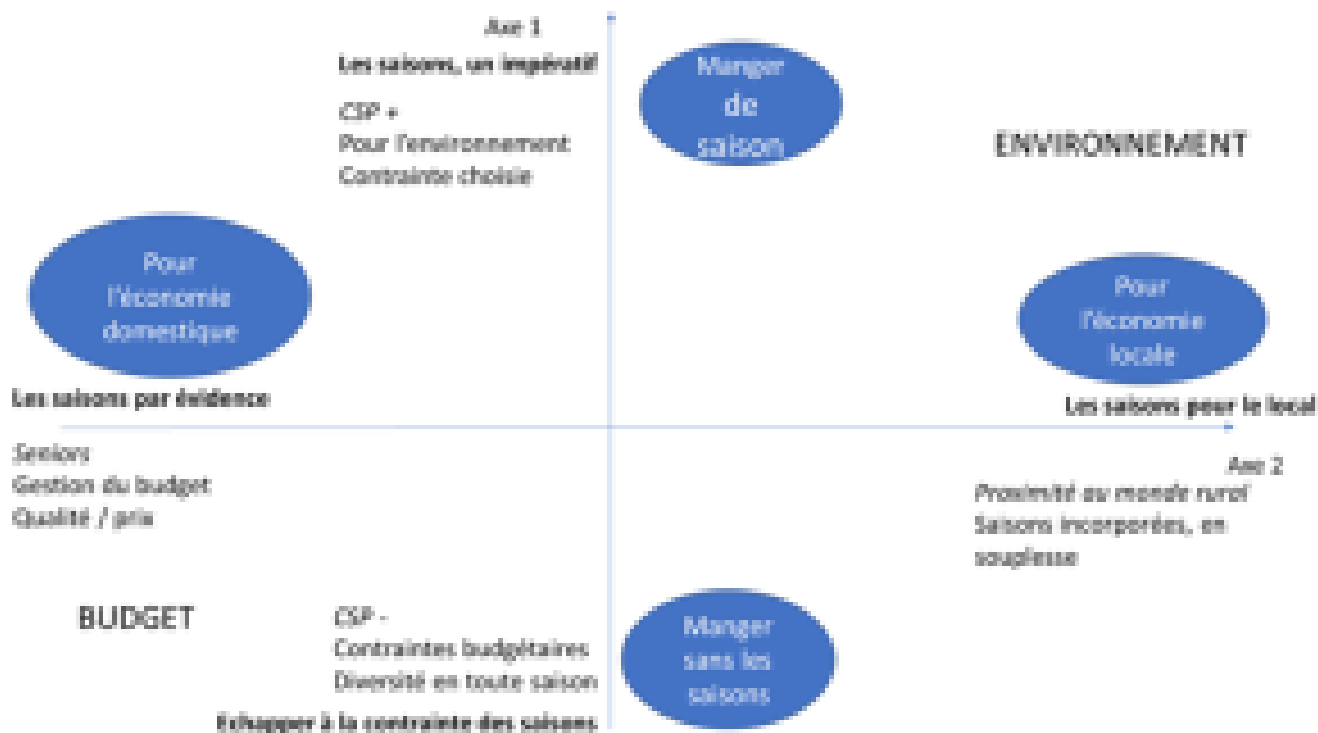 Axe 1
Les saisons, un impératif
CSP +
Pour l'environnement
Contrainte choisie
Manger
de
saison
ENVIRONNEMENT
Pour
l'économie
domestique
Pour
l'économie
locale
Les saisons par évidence
Les saisons pour le local
Seniors
Gestion du budget
Qualité / prix
Axe 2
Proximité au monde rural
Saisons incorporées, en
souplesse
BUDGET
CSP -
Contraintes budgétaires
Diversité en toute saison
Echapper à la contrainte des saisons
Manger
sans les
saisons